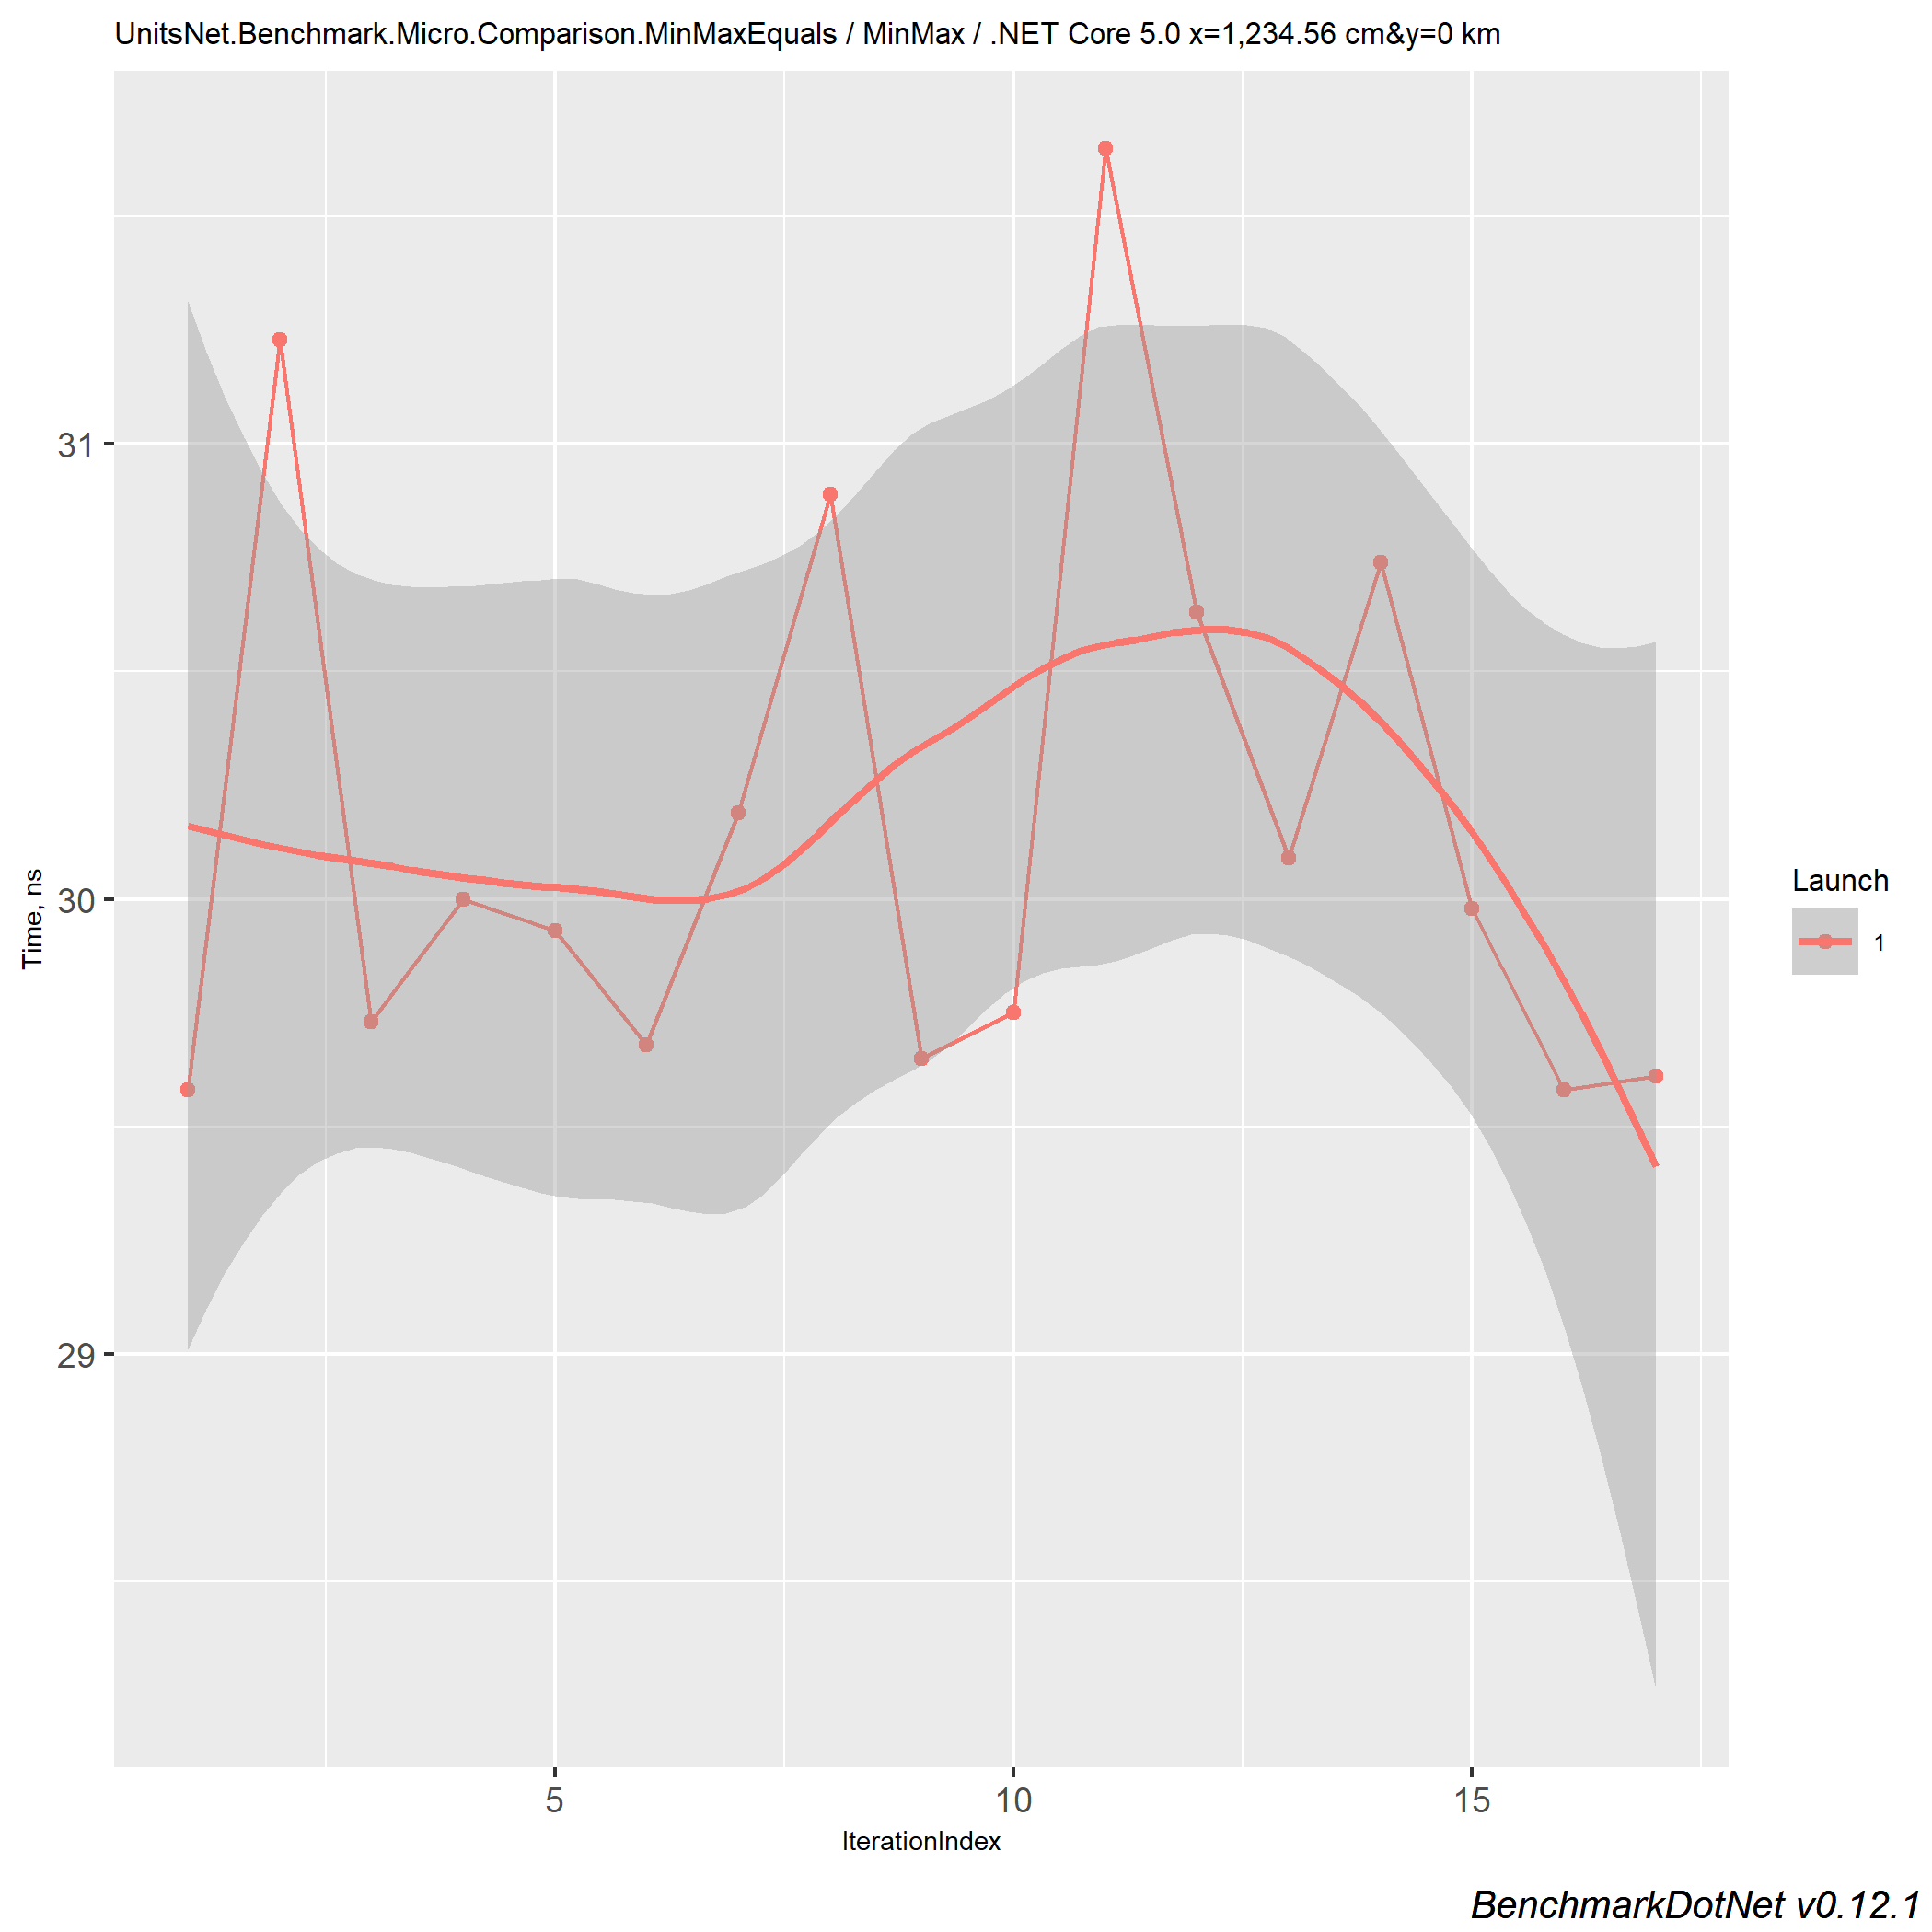 UnitsNet.Benchmark.Micro.Comparison.MinMaxEquals / MinMax / .NET Core 5.0 x=1,234.56 cm&y=0 km
31
30
29
Time, ns
5 10 15
IterationIndex
Launch
1
BenchmarkDotNet v0.12.1